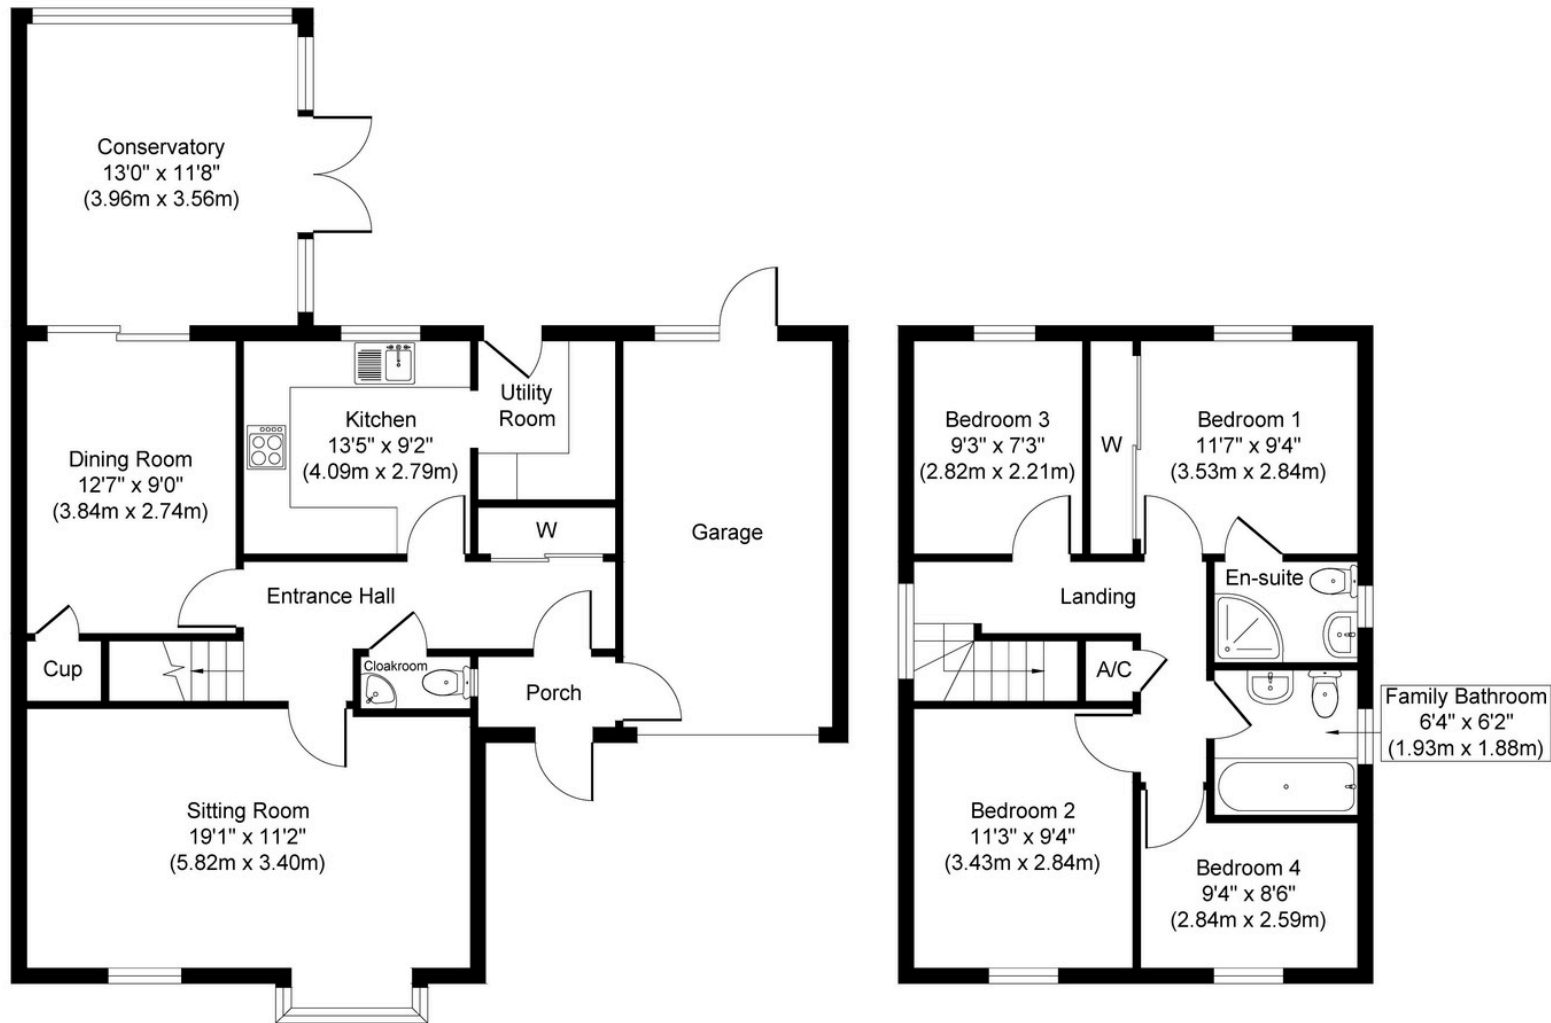 Conservatory
13'0" x 11'8"
(3.96m x 3.56m)
Dining Room
12'7" x 9'0"
(3.84m x 2.74m)
Kitchen
13'5" x 9'2"
(4.09m x 2.79m)
Utility
Room
W
Garage
Entrance Hall
Cup
Cloakroom
Porch
Sitting Room
19'1" x 11'2"
(5.82m x 3.40m)
Bedroom 3
9'3" x 7'3"
(2.82m x 2.21m)
W
Bedroom 1
11'7" x 9'4"
(3.53m x 2.84m)
En-suite
Landing
A/C
Family Bathroom
6'4" x 6'2"
(1.93m x 1.88m)
Bedroom 2
11'3" x 9'4"
(3.43m x 2.84m)
Bedroom 4
9'4" x 8'6"
(2.84m x 2.59m)